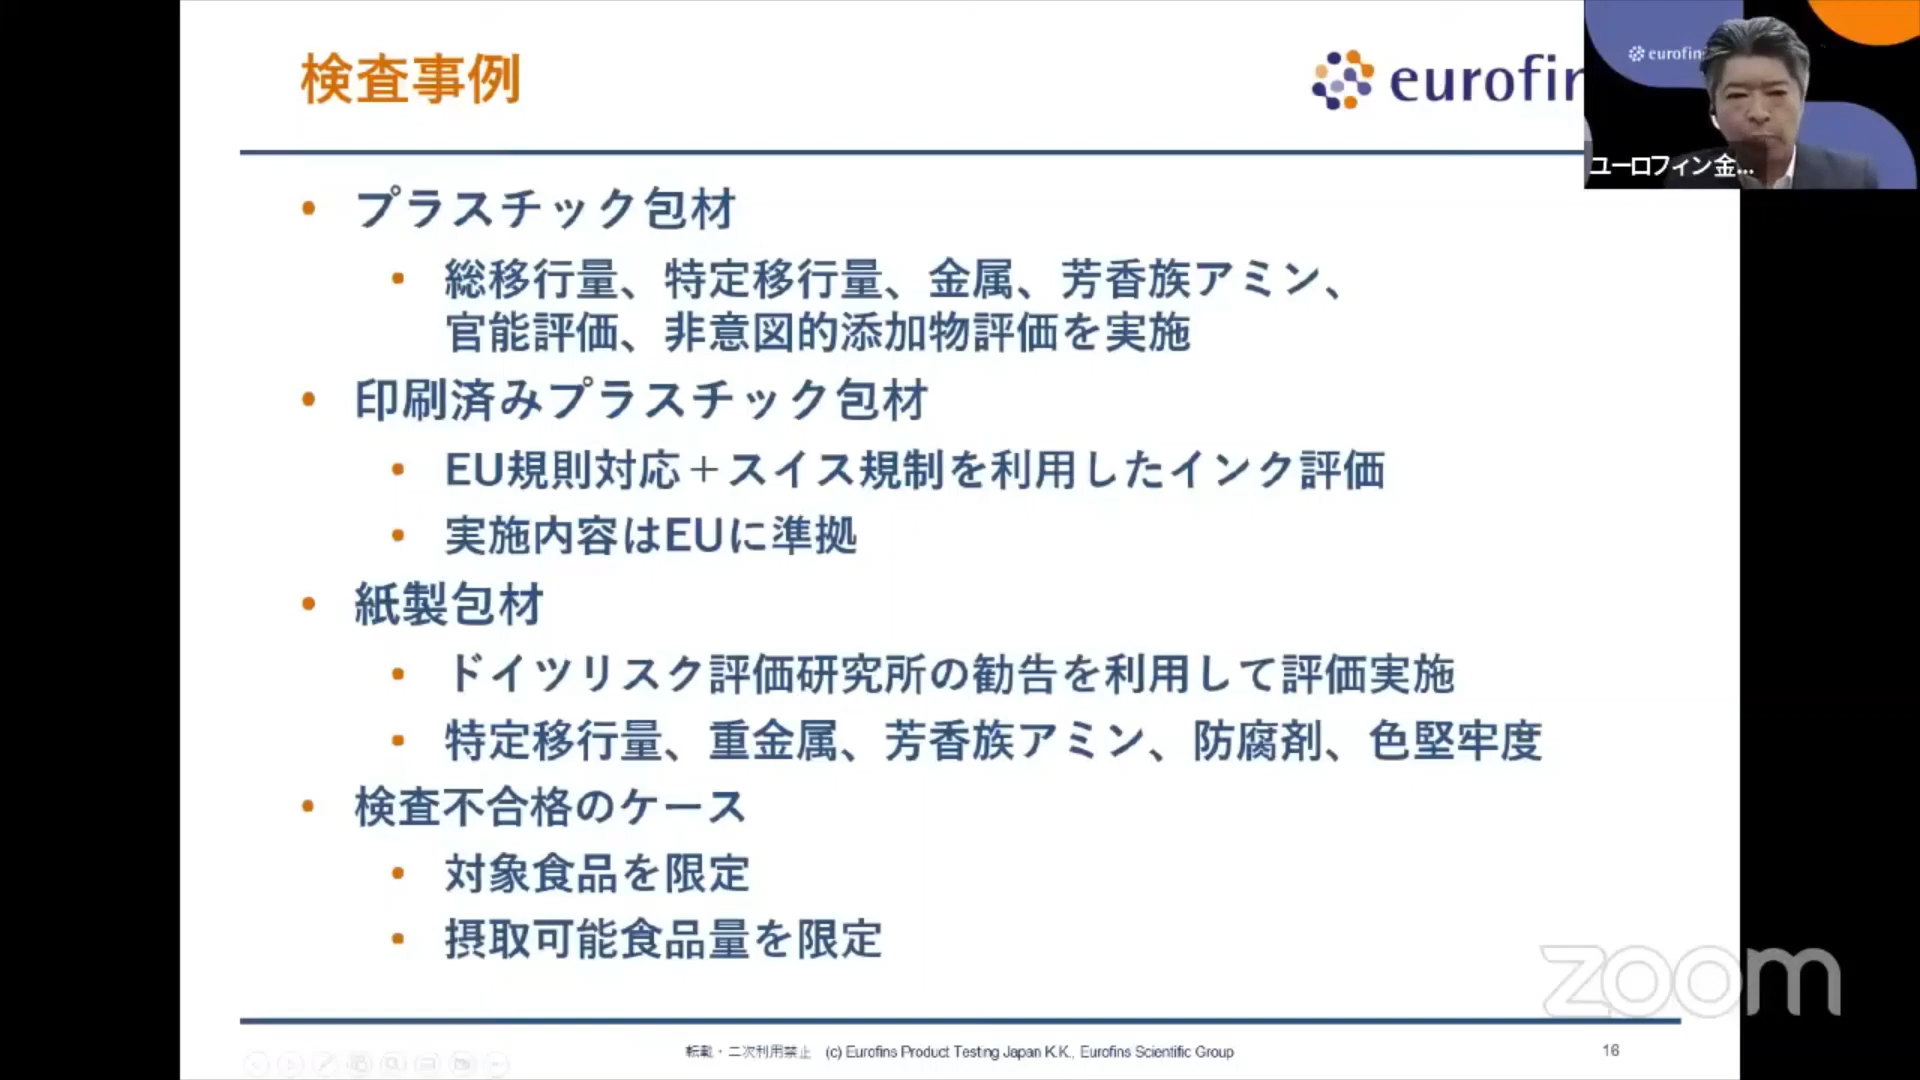 検査事例
eurofin
eurofin
ユーロフィン金...
• プラスチック包材
• 総移行量、特定移行量、金属、芳香族アミン、
官能評価、非意図的添加物評価を実施
• 印刷済みプラスチック包材
• EU規則対応＋スイス規制を利用したインク評価
• 実施内容はEUに準拠
• 紙製包材
• ドイツリスク評価研究所の勧告を利用して評価実施
• 特定移行量、重金属、芳香族アミン、防腐剤、色堅牢度
• 検査不合格のケース
• 対象食品を限定
• 摂取可能食品量を限定
zoom
転載・二次利用禁止 (c) Eurofins Product Testing Japan K.K., Eurofins Scientific Group
16